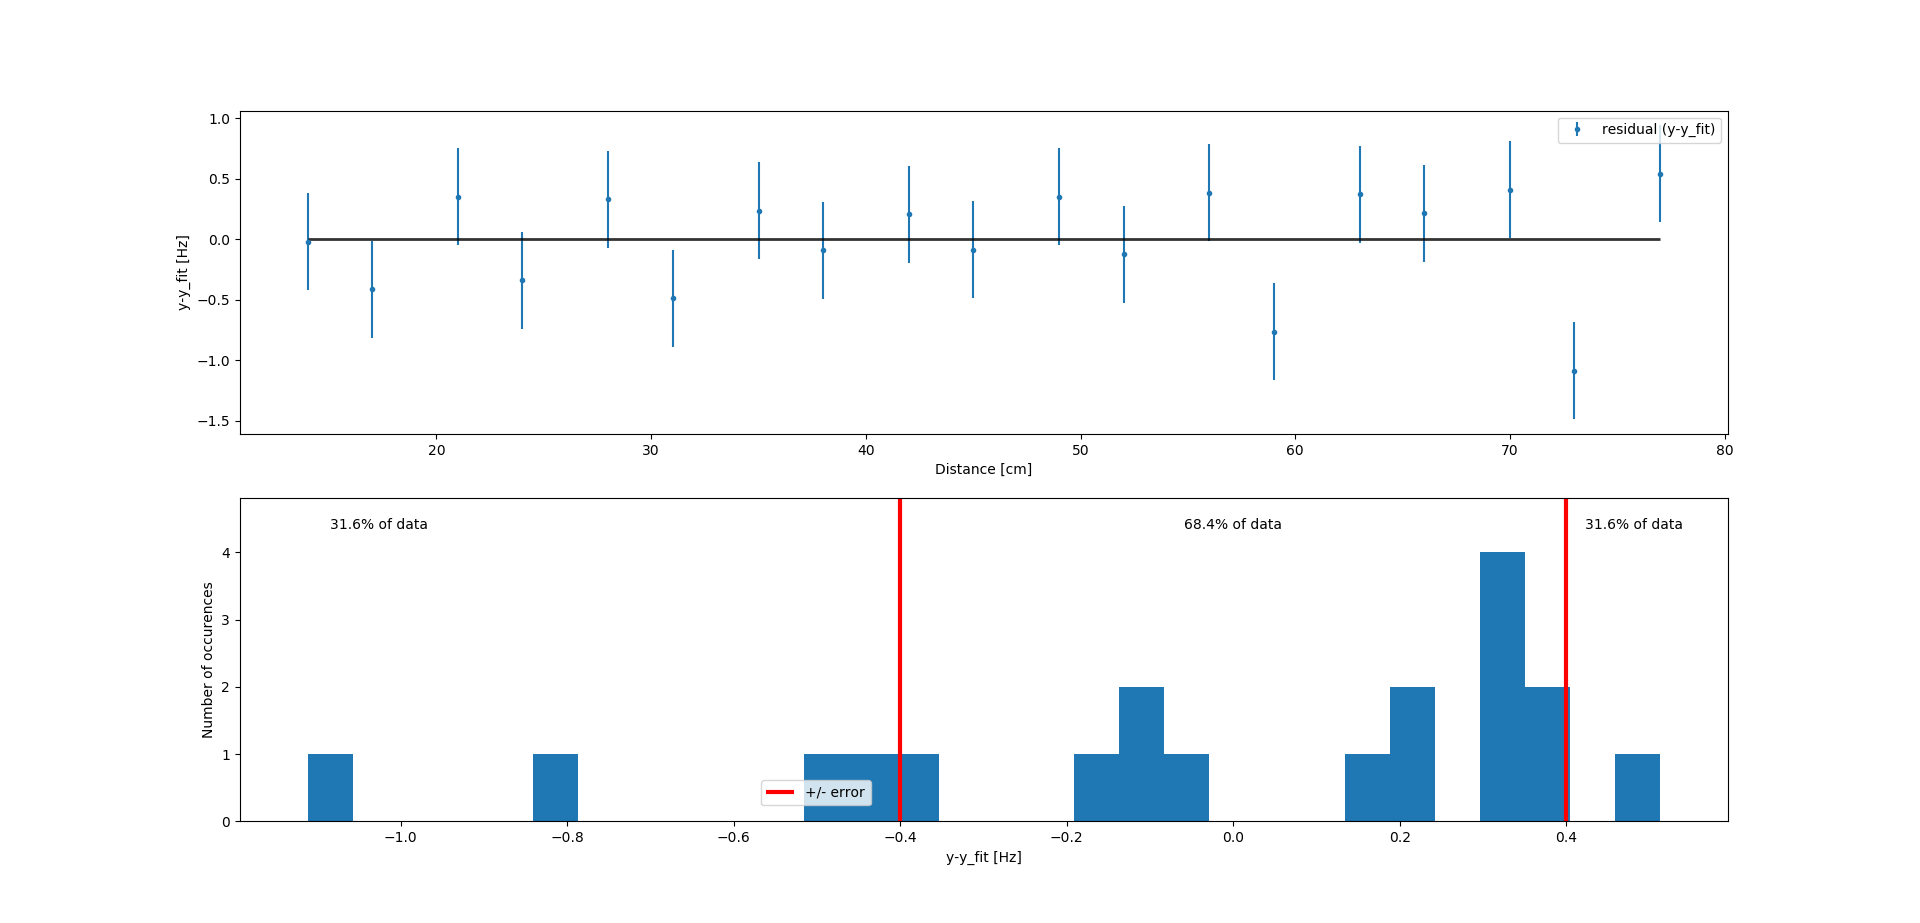 1.0
0.5
0.0
−0.5
−1.0
−1.5
y-y_fit [Hz]
residual (y-y_fit)
20 30 40 50 60 70 80
Distance [cm]
31.6% of data 68.4% of data 31.6% of data
4
3
2
1
0
Number of occurences
+/- error
−1.0 −0.8 −0.6 −0.4 −0.2 0.0 0.2 0.4
y-y_fit [Hz]